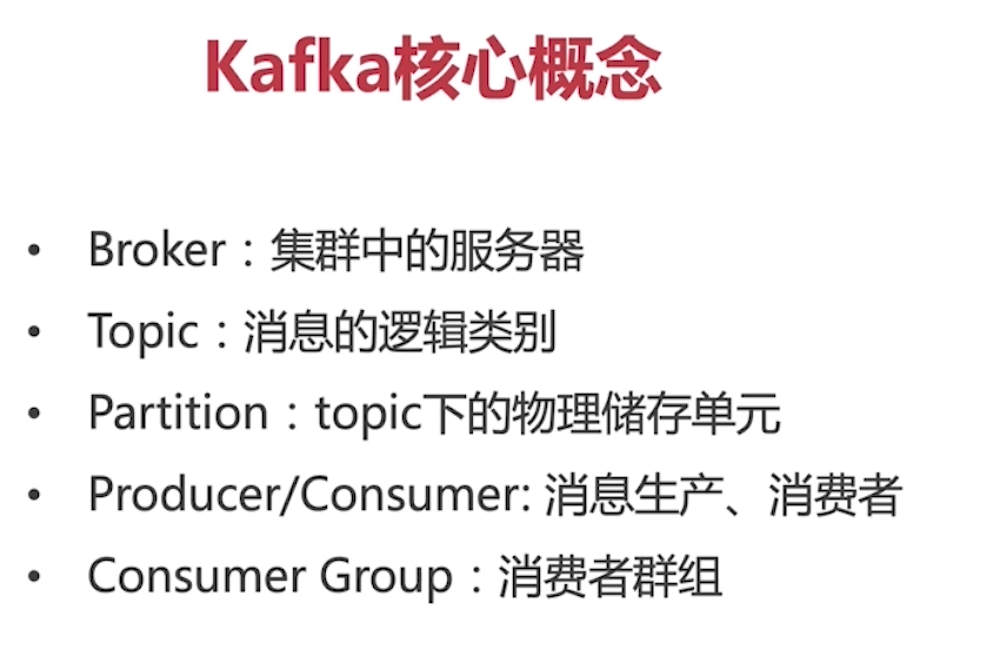 Kafka核心概念
• Broker：集群中的服务器
• Topic：消息的逻辑类别
• Partition：topic下的物理储存单元
• Producer/Consumer: 消息生产、消费者
• Consumer Group：消费者群组